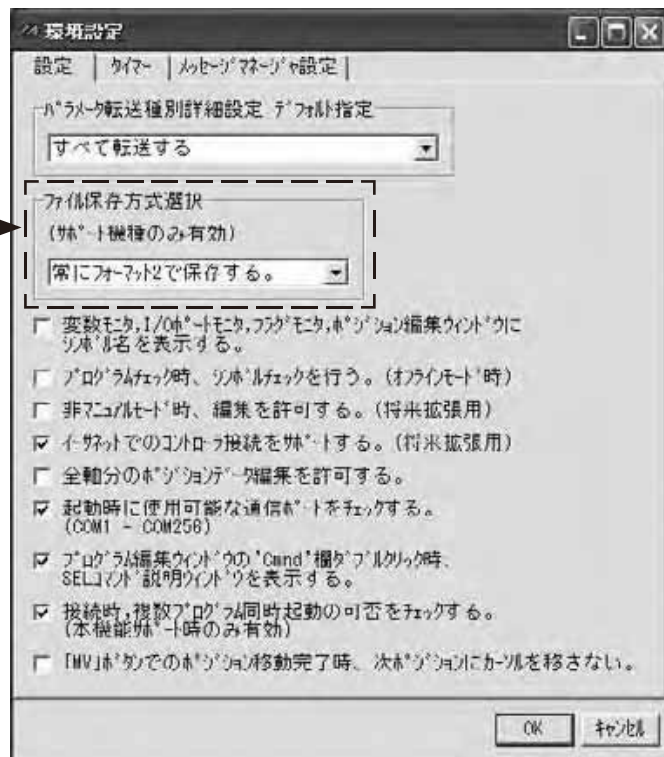 環境設定
設定
タイマー
メッセージマネージャ設定
パラメータ転送種別詳細設定 デフォルト指定
すべて転送する
ファイル保存方式選択
(サポート機種のみ有効)
常にフォーマット2で保存する。
変数モニタ,I/Oポートモニタ,フラグモニタ,ポジション編集ウィンドウに
シンボル名を表示する。
プログラムチェック時、シンボルチェックを行う。(オフラインモード時)
非マニュアルモード時、編集を許可する。(将来拡張用)
イーサネットでのコントローラ接続をサポートする。(将来拡張用)
全軸分のポジションデータ編集を許可する。
起動時に使用可能な通信ポートをチェックする。
(COM1 - COM256)
プログラム編集ウィンドウの"Cmnd"欄ダブルクリック時、
SELコマンド説明ウィンドウを表示する。
接続時,複数プログラム同時起動の可否をチェックする。
(本機能サポート時のみ有効)
「MV」ボタンでのポジション移動完了時、次ポジションにカーソルを移さない。
OK
キャンセル